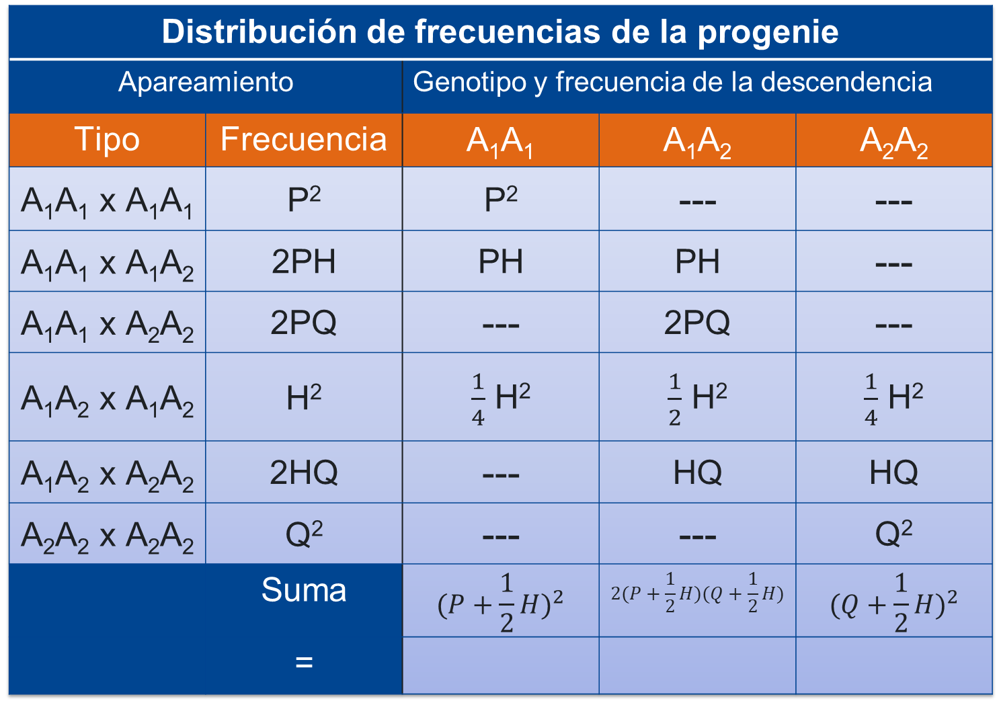 Distribución de frecuencias de la progenie
Apareamiento Genotipo y frecuencia de la descendencia
Tipo Frecuencia A₁A₁ A₁A₂ A₂A₂
A₁A₁ x A₁A₁ P² P² --- ---
A₁A₁ x A₁A₂ 2PH PH PH ---
A₁A₁ x A₂A₂ 2PQ --- 2PQ ---
A₁A₂ x A₁A₂ H² 1/4 H² 1/2 H² 1/4 H²
A₁A₂ x A₂A₂ 2HQ --- HQ HQ
A₂A₂ x A₂A₂ Q² --- --- Q²
Suma (P + 1/2 H)² 2(P + 1/2 H)(Q + 1/2 H) (Q + 1/2 H)²
=